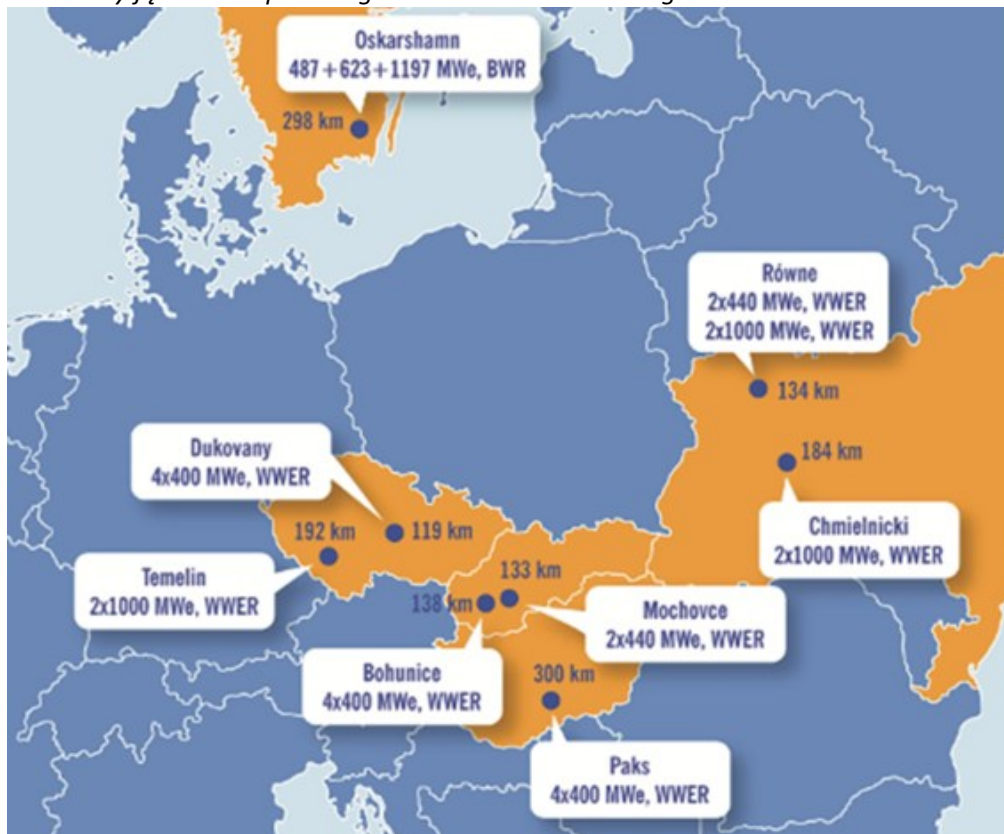 Oskarshamn
487+623+1197 MWe, BWR
298 km
Równe
2x440 MWe, WWER
2x1000 MWe, WWER
134 km
184 km
Chmielnicki
2x1000 MWe, WWER
Dukovany
4x400 MWe, WWER
192 km
119 km
Temelin
2x1000 MWe, WWER
133 km
138 km
Mochovce
2x440 MWe, WWER
Bohunice
4x400 MWe, WWER
300 km
Paks
4x400 MWe, WWER